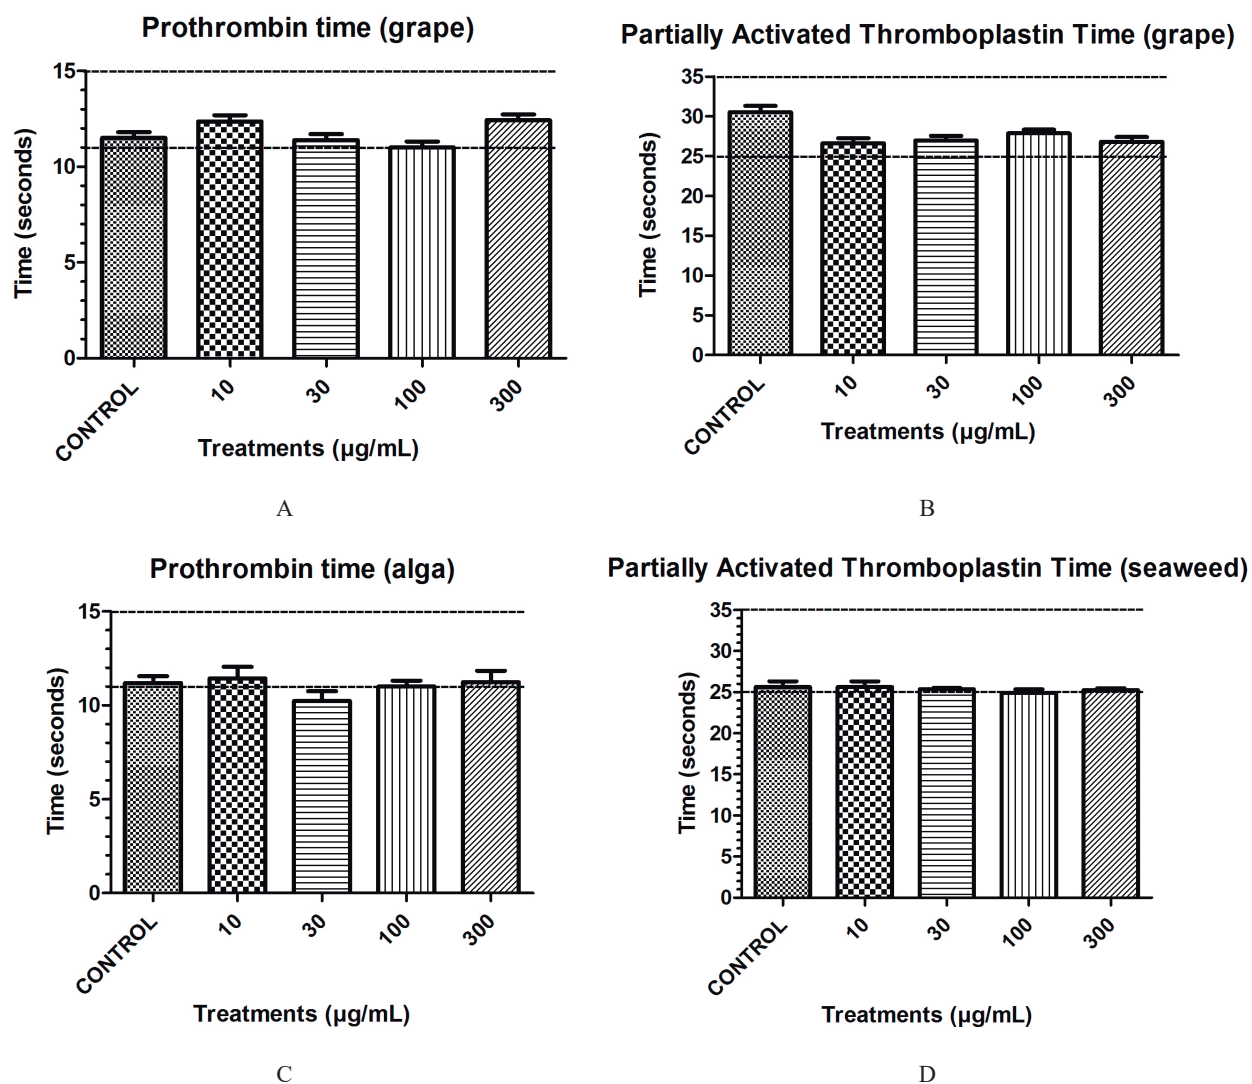 Prothrombin time (grape)
15
10
5
0
Time (seconds)
CONTROL
10
30
100
300
Treatments (µg/mL)
A
Partially Activated Thromboplastin Time (grape)
35
30
25
20
15
10
5
0
Time (seconds)
CONTROL
10
30
100
300
Treatments (µg/mL)
B
Prothrombin time (alga)
15
10
5
0
Time (seconds)
CONTROL
10
30
100
300
Treatments (µg/mL)
C
Partially Activated Thromboplastin Time (seaweed)
35
30
25
20
15
10
5
0
Time (seconds)
CONTROL
10
30
100
300
Treatments (µg/mL)
D